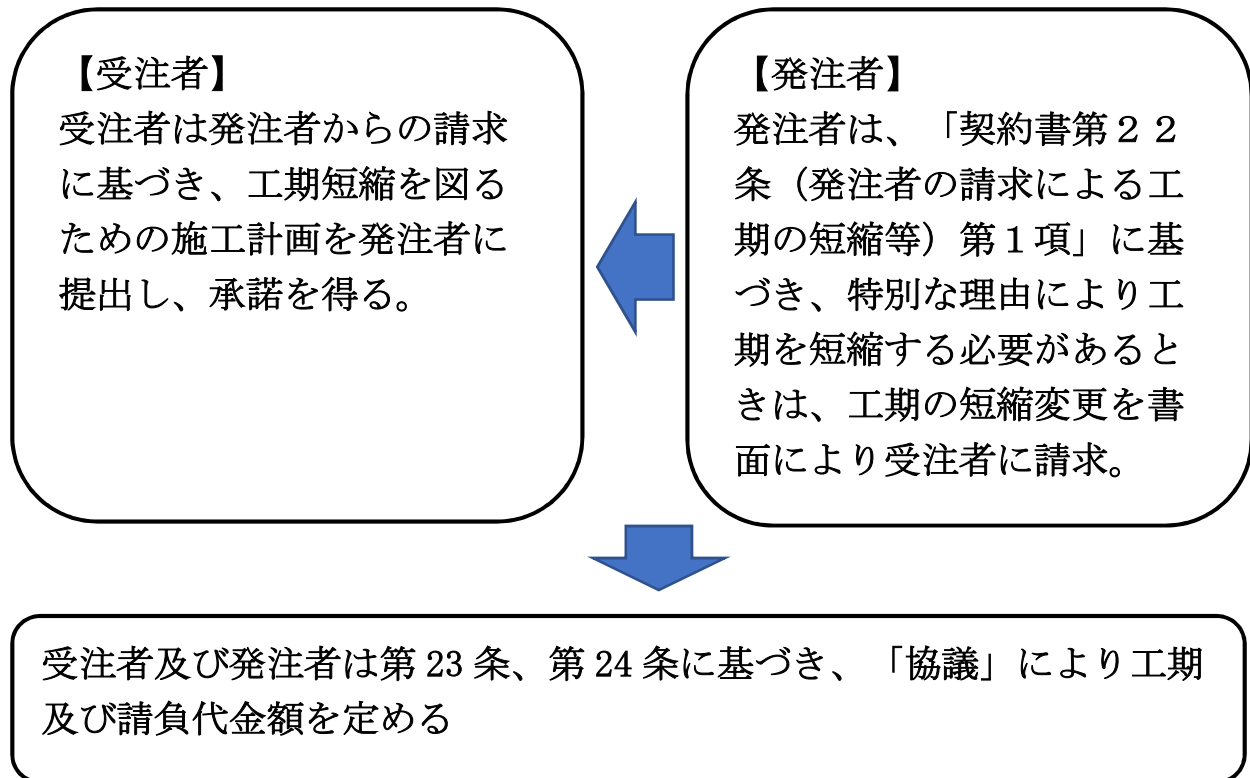 【受注者】
受注者は発注者からの請求
に基づき、工期短縮を図る
ための施工計画を発注者に
提出し、承諾を得る。
【発注者】
発注者は、「契約書第２２
条（発注者の請求による工
期の短縮等）第１項」に基
づき、特別な理由により工
期を短縮する必要があると
きは、工期の短縮変更を書
面により受注者に請求。
受注者及び発注者は第 23 条、第 24 条に基づき、「協議」により工期
及び請負代金額を定める